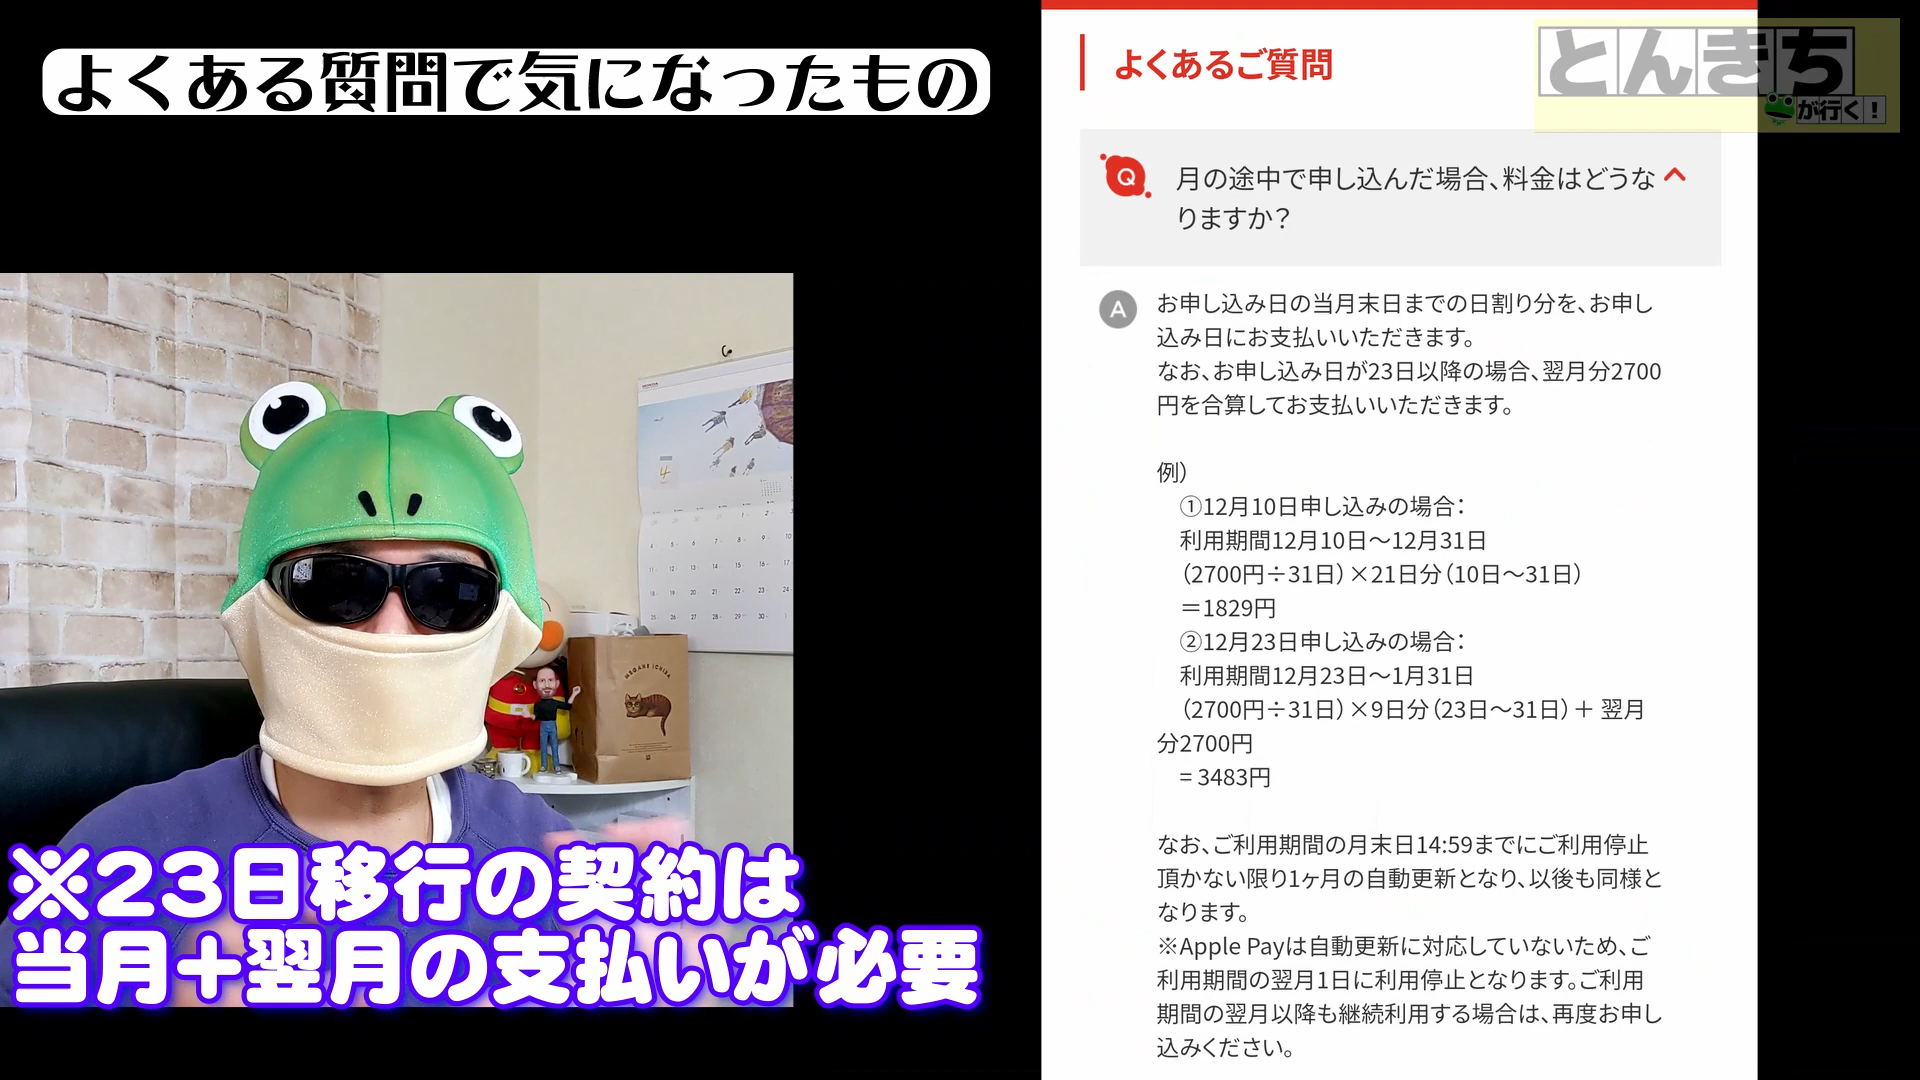 よくある質問で気になったもの
よくあるご質問
とんきち
が行く!
Q
月の途中で申し込んだ場合、料金はどうな
りますか?
A
お申し込み日の当月末日までの日割り分を、お申し
込み日にお支払いいただきます。
なお、お申し込み日が23日以降の場合、翌月分2700
円を合算してお支払いいただきます。
例)
①12月10日申し込みの場合:
利用期間12月10日~12月31日
(2700円÷31日)×21日分(10日~31日)
=1829円
②12月23日申し込みの場合:
利用期間12月23日~1月31日
(2700円÷31日)×9日分(23日~31日)+ 翌月
分2700円
= 3483円
なお、ご利用期間の月末日14:59までにご利用停止
頂かない限り1ヶ月の自動更新となり、以後も同様と
なります。
※Apple Payは自動更新に対応していないため、ご
利用期間の翌月1日に利用停止となります。ご利用
期間の翌月以降も継続利用する場合は、再度お申し
込みください。
4
MEGANE ICHIBA
※23日移行の契約は
当月+翌月の支払いが必要